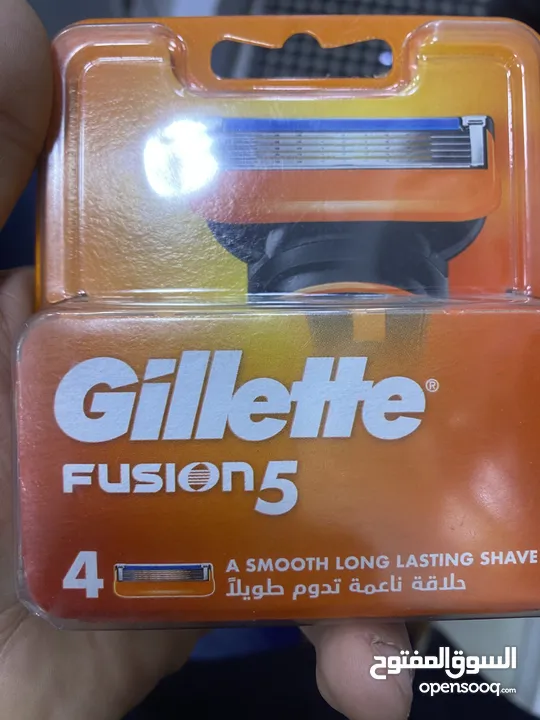 Gillette®
FUSION5
4 A SMOOTH LONG LASTING SHAVE
حلاقة ناعمة تدوم طويلاً
السوق المفتوح
opensooq.com